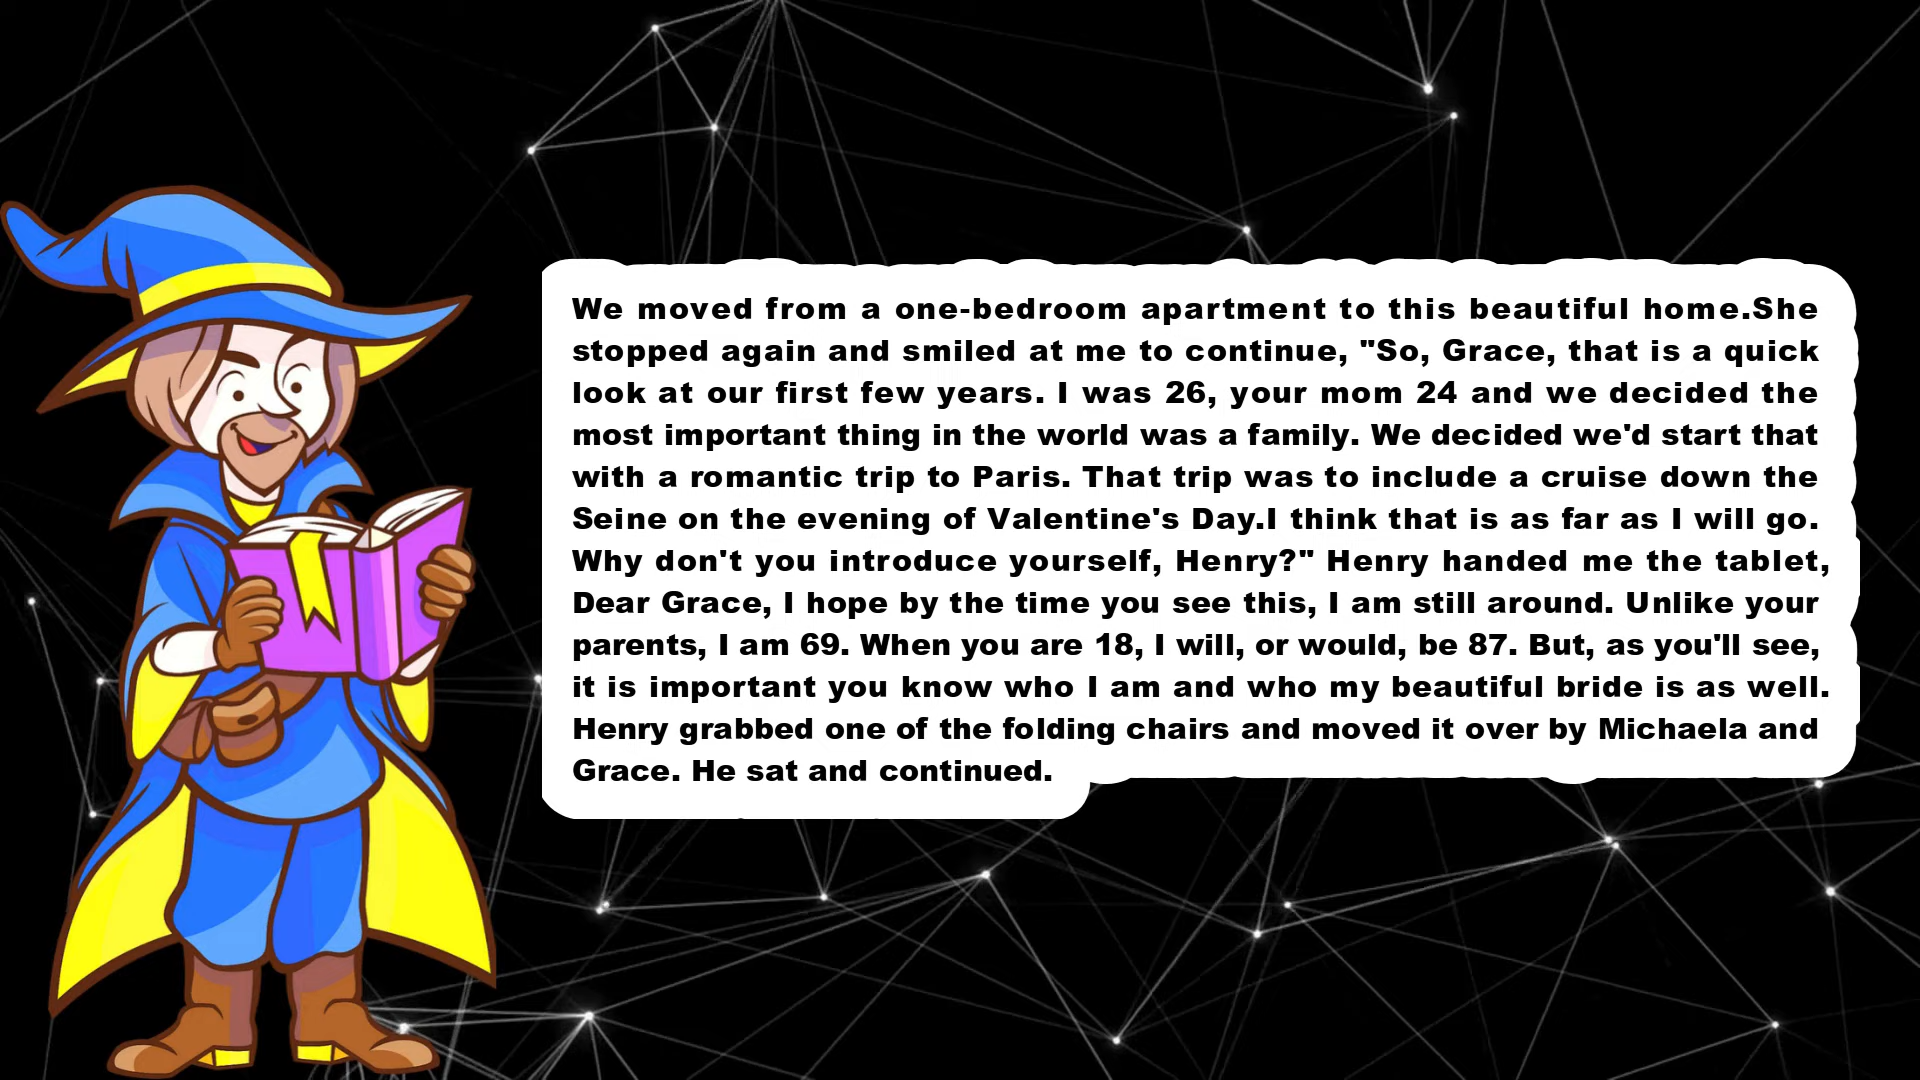 We moved from a one-bedroom apartment to this beautiful home.She
stopped again and smiled at me to continue, "So, Grace, that is a quick
look at our first few years. I was 26, your mom 24 and we decided the
most important thing in the world was a family. We decided we'd start that
with a romantic trip to Paris. That trip was to include a cruise down the
Seine on the evening of Valentine's Day.I think that is as far as I will go.
Why don't you introduce yourself, Henry?" Henry handed me the tablet,
Dear Grace, I hope by the time you see this, I am still around. Unlike your
parents, I am 69. When you are 18, I will, or would, be 87. But, as you'll see,
it is important you know who I am and who my beautiful bride is as well.
Henry grabbed one of the folding chairs and moved it over by Michaela and
Grace. He sat and continued.